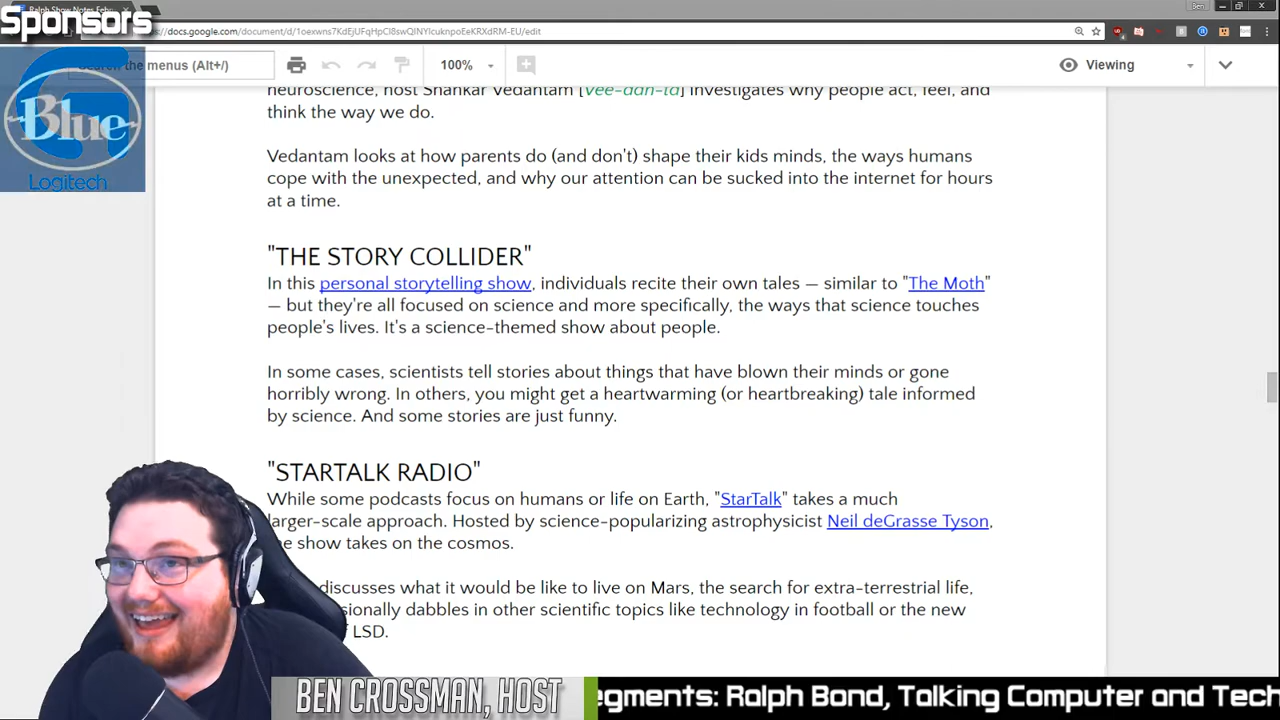 Ralph Show Notes
Ben
Sponsors
docs.google.com/document/d/
/edit
the menus (Alt+/)
100%
Viewing
Blue
Logitech
neuroscience, host Shankar Vedantam [Vee-dan-ta] investigates why people act, feel, and
think the way we do.
Vedantam looks at how parents do (and don't) shape their kids minds, the ways humans
cope with the unexpected, and why our attention can be sucked into the internet for hours
at a time.
"THE STORY COLLIDER"
In this personal storytelling show, individuals recite their own tales — similar to "The Moth"
— but they're all focused on science and more specifically, the ways that science touches
people's lives. It's a science-themed show about people.
In some cases, scientists tell stories about things that have blown their minds or gone
horribly wrong. In others, you might get a heartwarming (or heartbreaking) tale informed
by science. And some stories are just funny.
"STARTALK RADIO"
While some podcasts focus on humans or life on Earth, "StarTalk" takes a much
larger-scale approach. Hosted by science-popularizing astrophysicist Neil deGrasse Tyson,
e show takes on the cosmos.
discusses what it would be like to live on Mars, the search for extra-terrestrial life,
sionally dabbles in other scientific topics like technology in football or the new
LSD.
BEN CROSSMAN, HOST
egments: Ralph Bond, Talking Computer and Tech